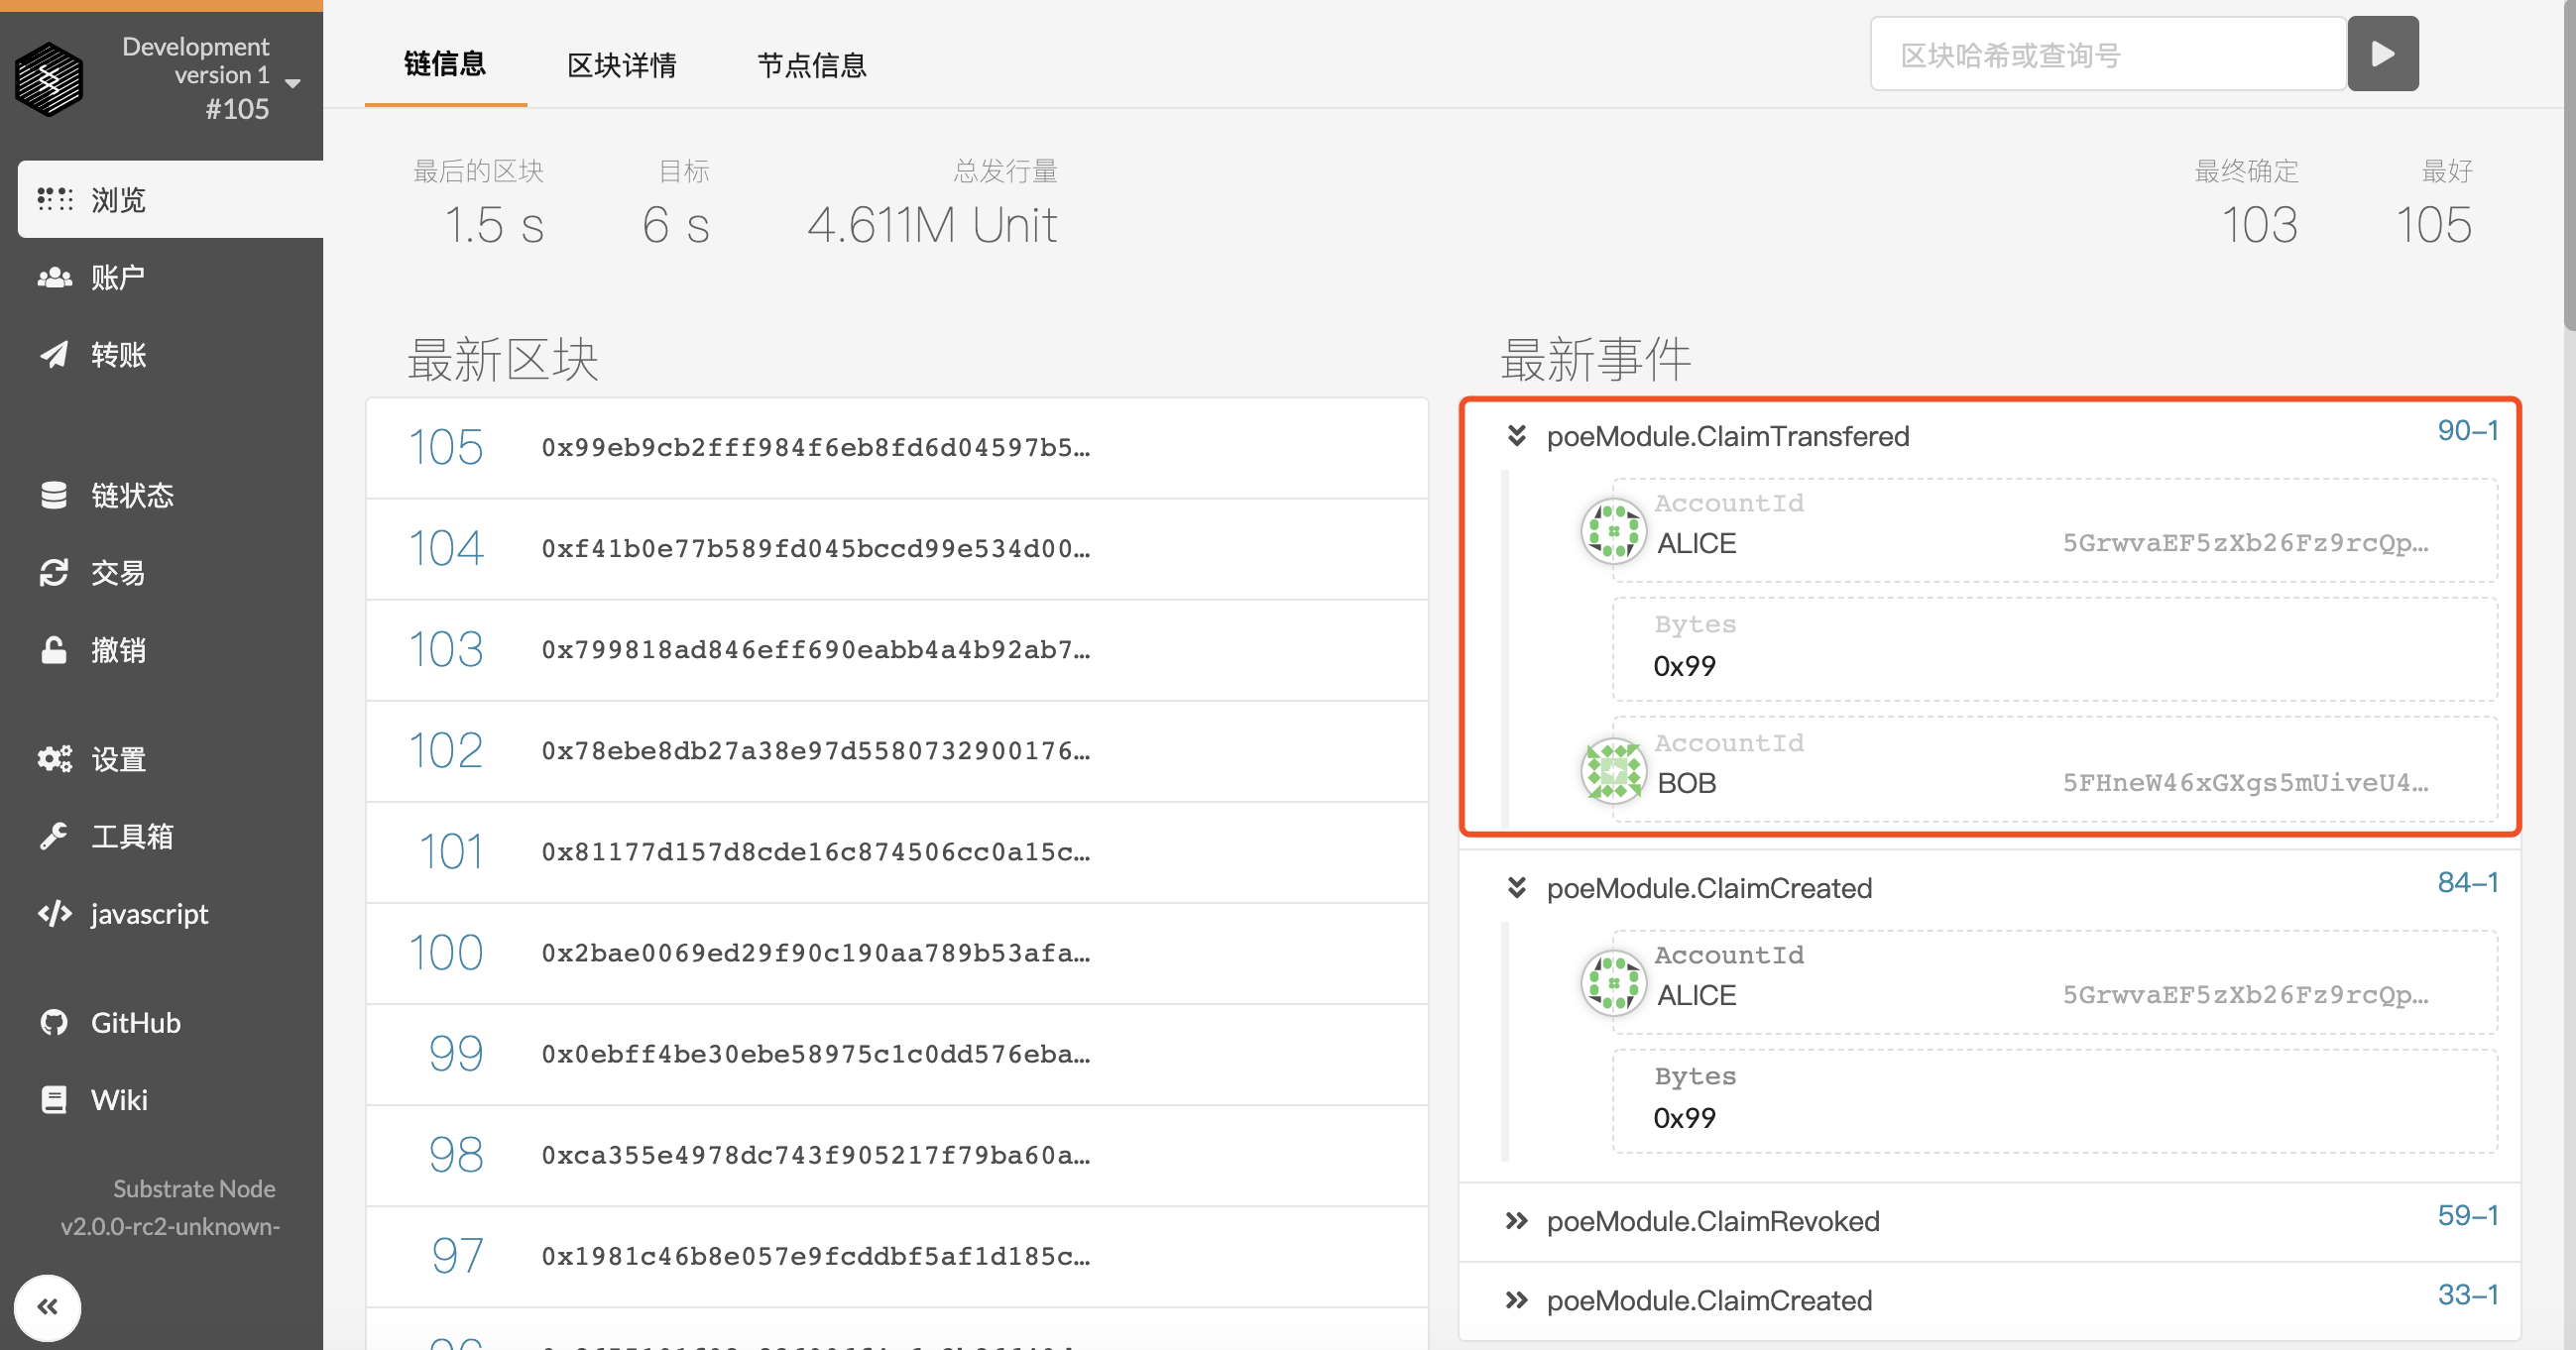 Development
version 1
#105
浏览
账户
转账
链状态
交易
撤销
设置
工具箱
javascript
GitHub
Wiki
Substrate Node
v2.0.0-rc2-unknown-
链信息 区块详情 节点信息
区块哈希或查询号
最后的区块 目标 总发行量 最终确定 最好
1.5 s 6 s 4.611M Unit 103 105
最新区块
105 0x99eb9cb2fff984f6eb8fd6d04597b5…
104 0xf41b0e77b589fd045bccd99e534d00…
103 0x799818ad846eff690eabb4a4b92ab7…
102 0x78ebe8db27a38e97d5580732900176…
101 0x81177d157d8cde16c874506cc0a15c…
100 0x2bae0069ed29f90c190aa789b53afa…
99 0x0ebff4be30ebe58975c1c0dd576eba…
98 0xca355e4978dc743f905217f79ba60a…
97 0x1981c46b8e057e9fcddbf5af1d185c…
最新事件
poeModule.ClaimTransfered 90-1
AccountId
ALICE 5GrwvaEF5zXb26Fz9rcQp…
Bytes
0x99
AccountId
BOB 5FHneW46xGXgs5mUiveU4…
poeModule.ClaimCreated 84-1
AccountId
ALICE 5GrwvaEF5zXb26Fz9rcQp…
Bytes
0x99
poeModule.ClaimRevoked 59-1
poeModule.ClaimCreated 33-1